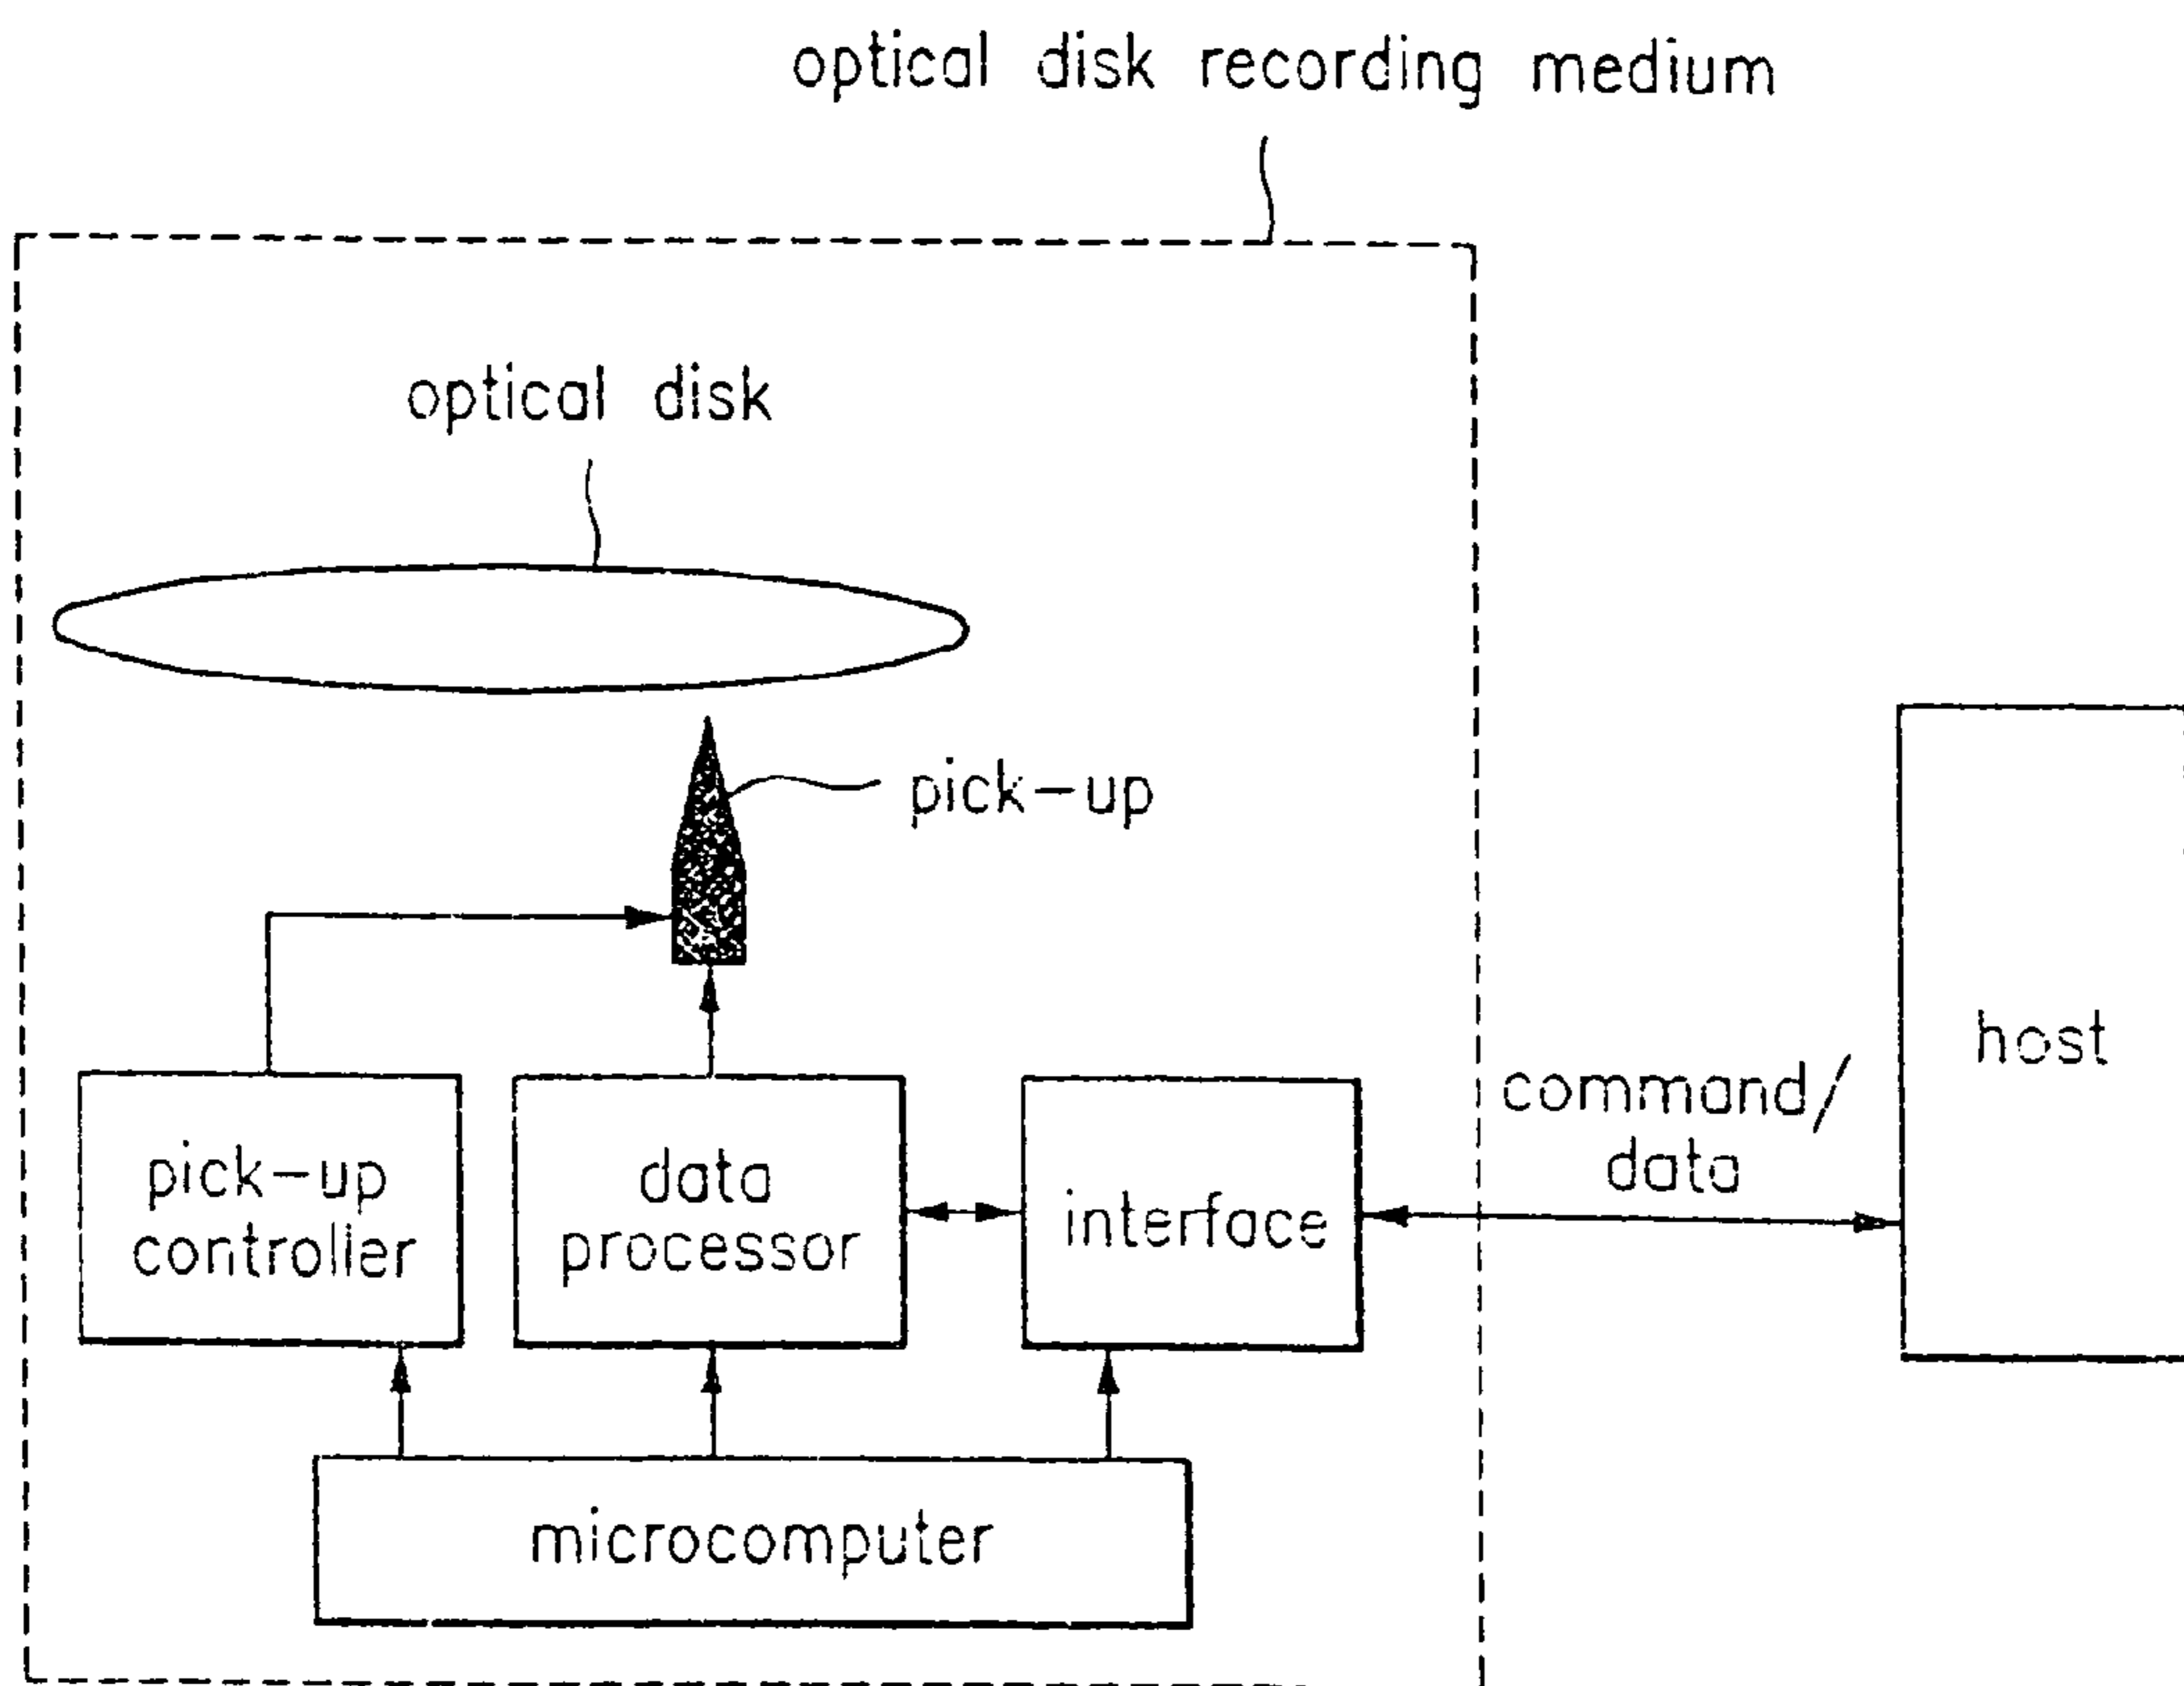 optical disk recording medium
optical disk
pick-up
pick-up
controller
data
processor
interface
command/
data
host
microcomputer